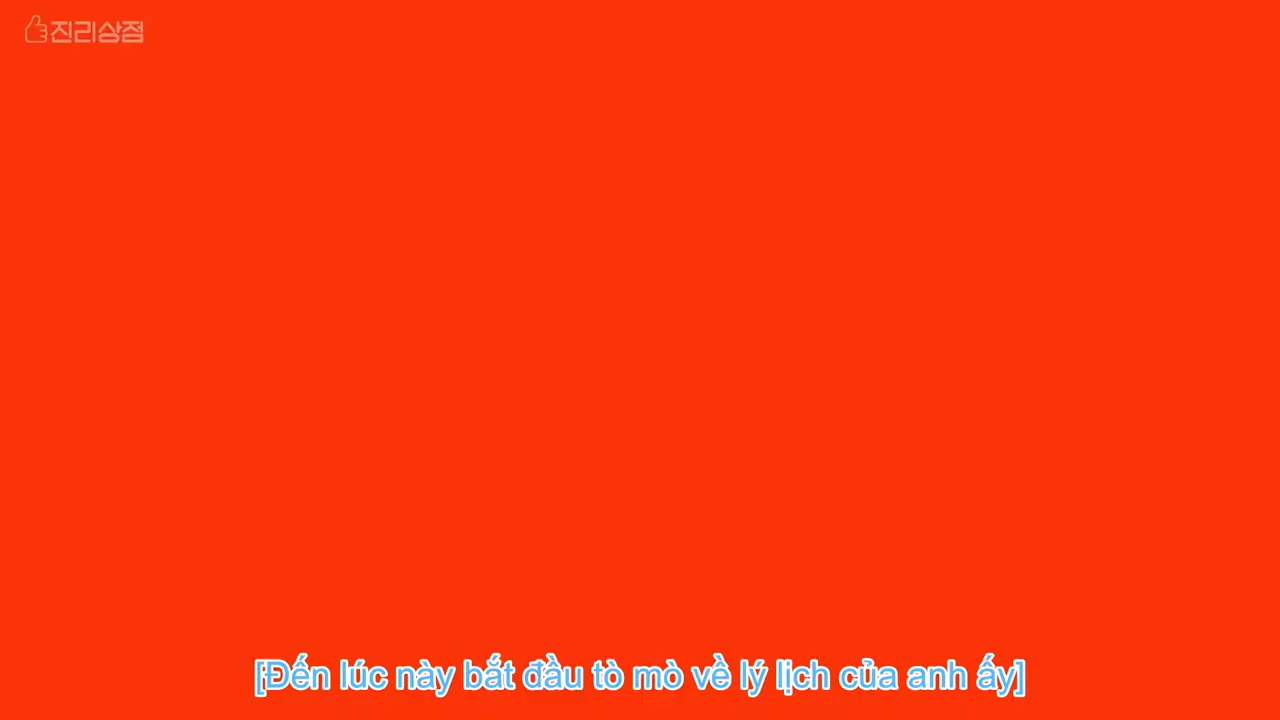 진리상점
[Đến lúc này bắt đầu tò mò về lý lịch của anh ấy]